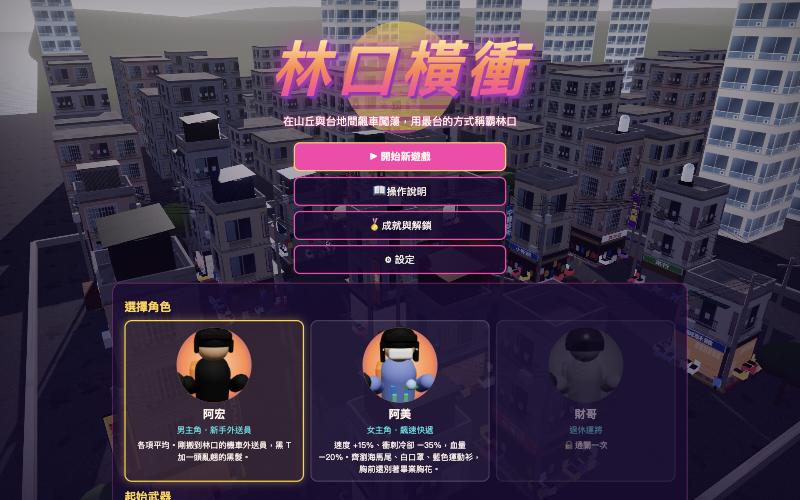 林口橫衝
在山丘與台地間飆車闖蕩，用最台的方式稱霸林口
▶ 開始新遊戲
操作說明
成就與解鎖
設定
選擇角色
阿宏
男主角・新手外送員
各項平均。剛搬到林口的機車外送員，黑 T
加一頭亂翹的黑髮。
阿美
女主角・飆速快遞
速度 +15%、衝刺冷卻 −35%，血量
−20%。齊瀏海馬尾、白口罩、藍色運動衫，
胸前還別著畢業胸花。
財哥
退休運將
通關一次
起始武器